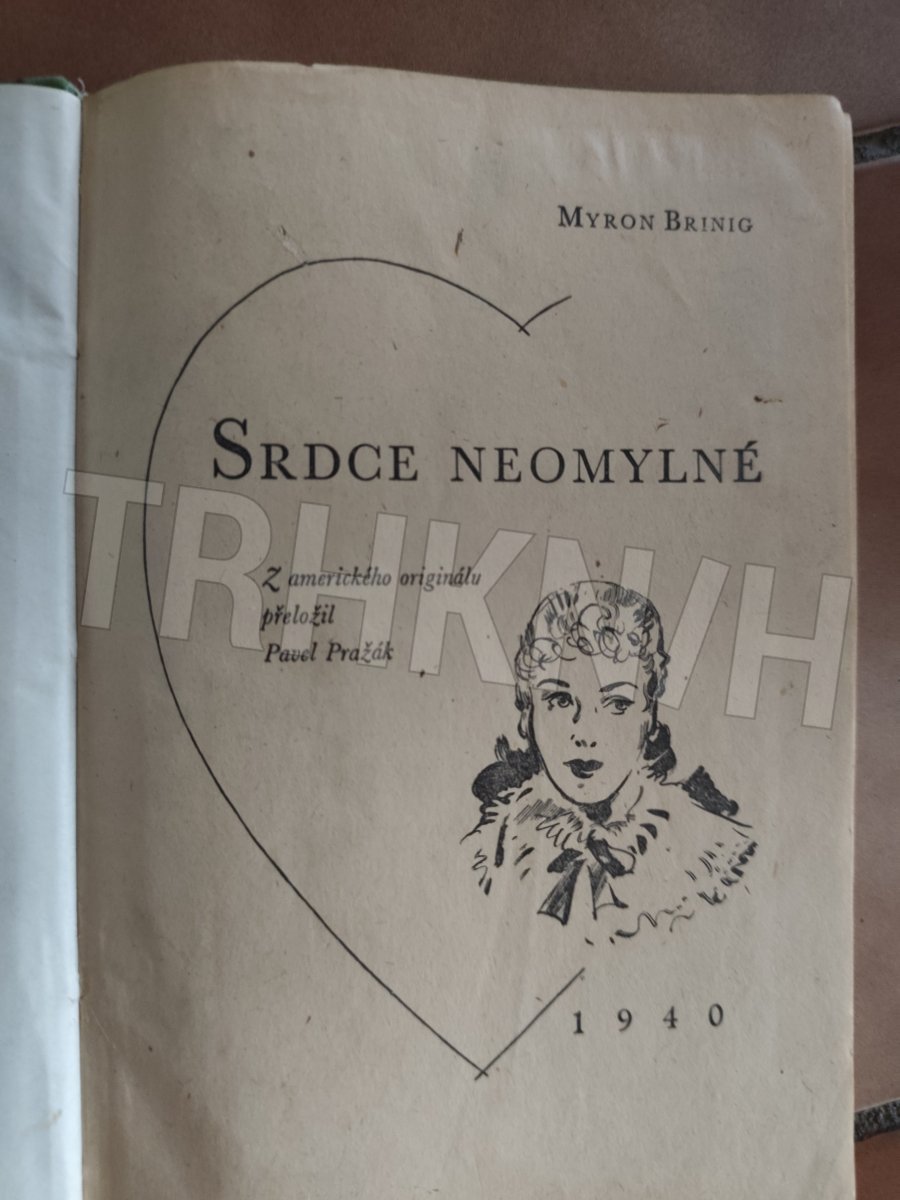 MYRON BRINIG
SRDCE NEOMYLNÉ
Z amerického originálu
přeložil
Pavel Pražák
1940
TRHKNIH